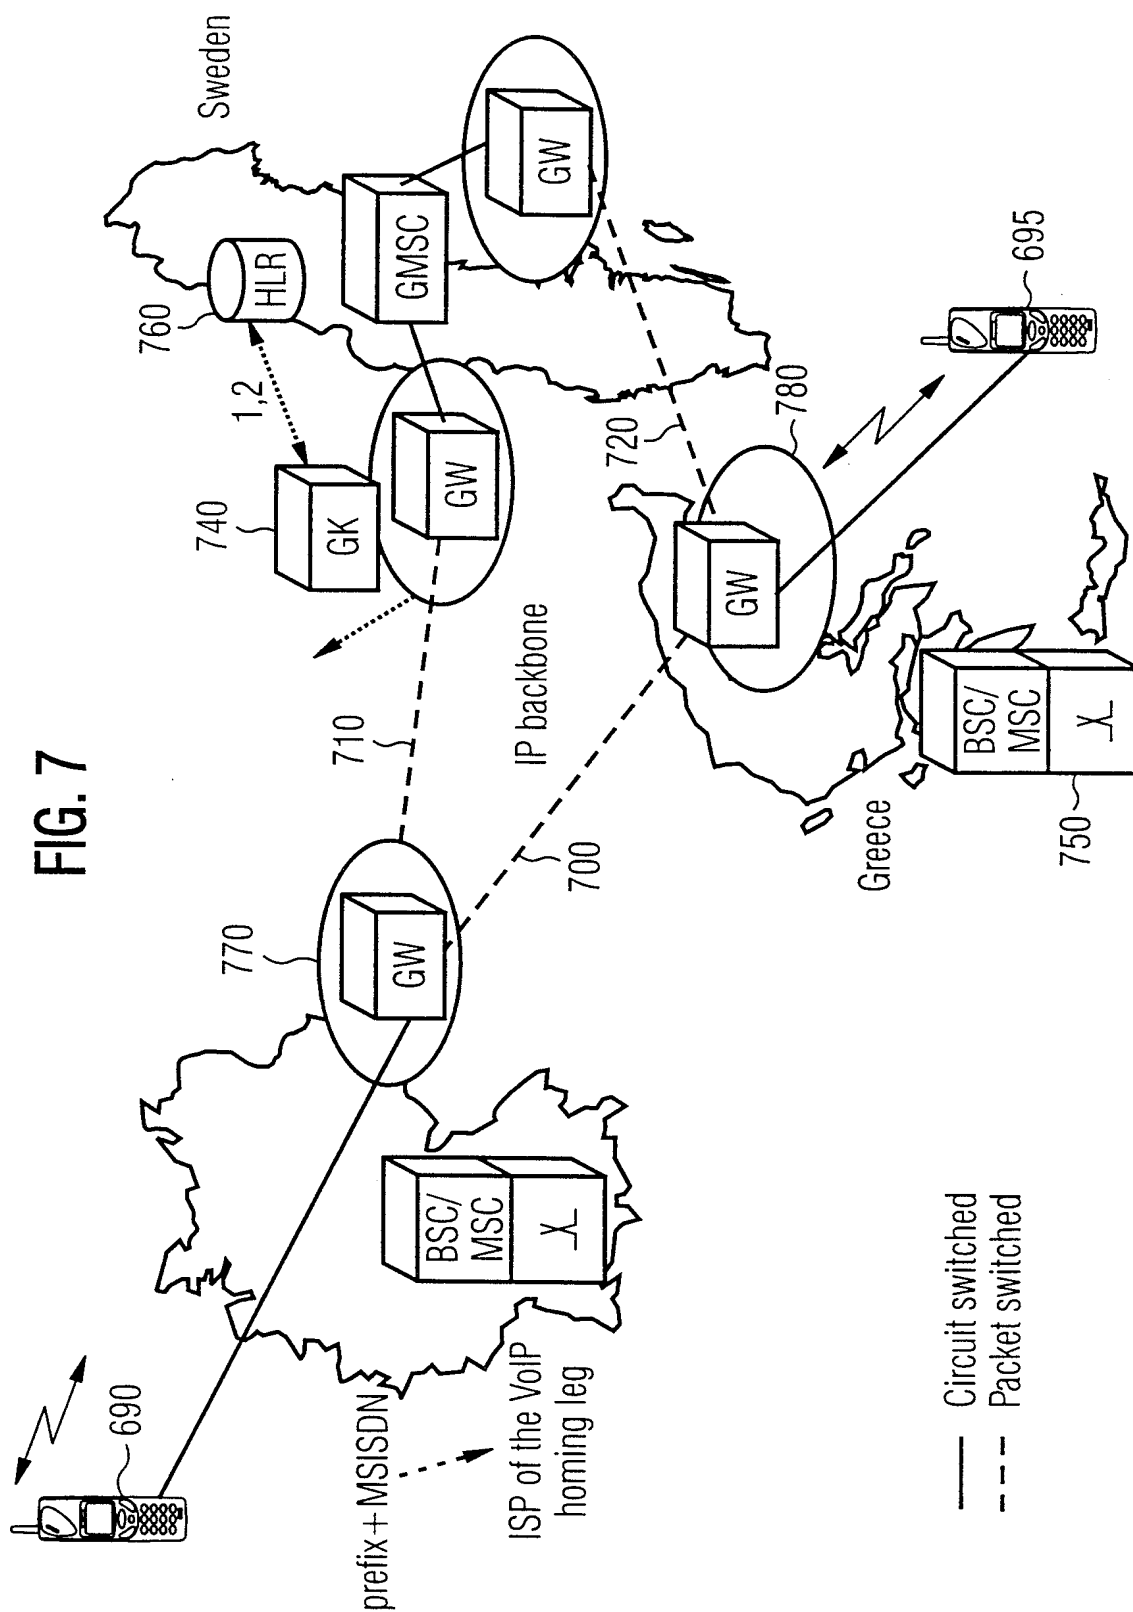 FIG. 7
690
prefix+MSISDN
ISP of the VoIP
homing leg
BSC/
MSC
770
GW
710
700
IP backbone
740
GK
1,2
760
HLR
GW
GMSC
Sweden
GW
720
780
GW
695
Greece
BSC/
MSC
750
Circuit switched
Packet switched